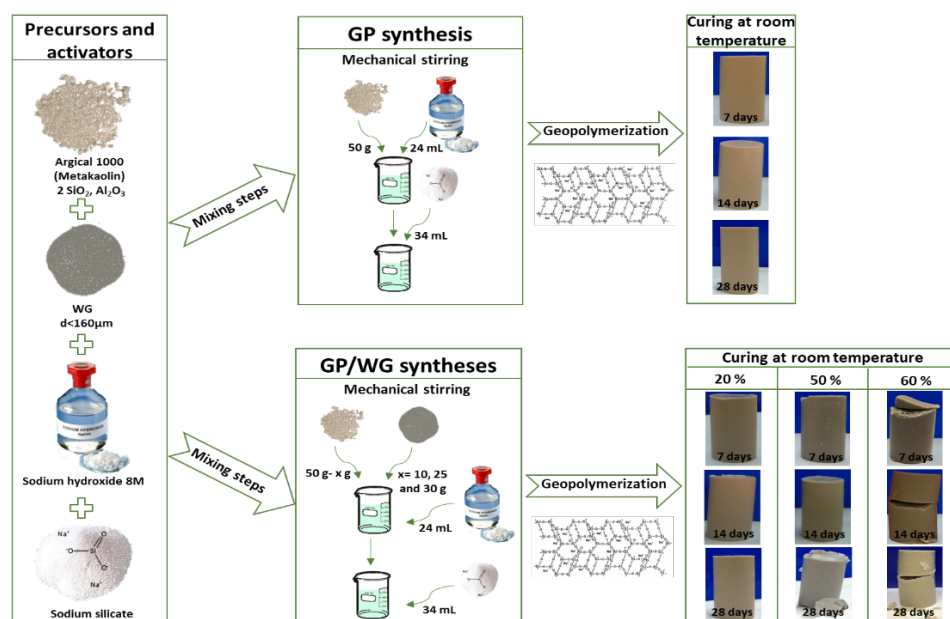 Precursors and
activators
Argical 1000
(Metakaolin)
2 SiO₂, Al₂O₃
WG
d<160µm
SODIUM HYDROXIDE
Sodium hydroxide 8M
Na⁺
Na⁺
Sodium silicate
Mixing steps
Mixing steps
GP synthesis
Mechanical stirring
50 g
24 mL
34 mL
Geopolymerization
Curing at room
temperature
7 days
14 days
28 days
GP/WG syntheses
Mechanical stirring
50 g- x g
x= 10, 25
and 30 g
24 mL
34 mL
Geopolymerization
Curing at room temperature
20 %
50 %
60 %
7 days
7 days
7 days
14 days
14 days
14 days
28 days
28 days
28 days